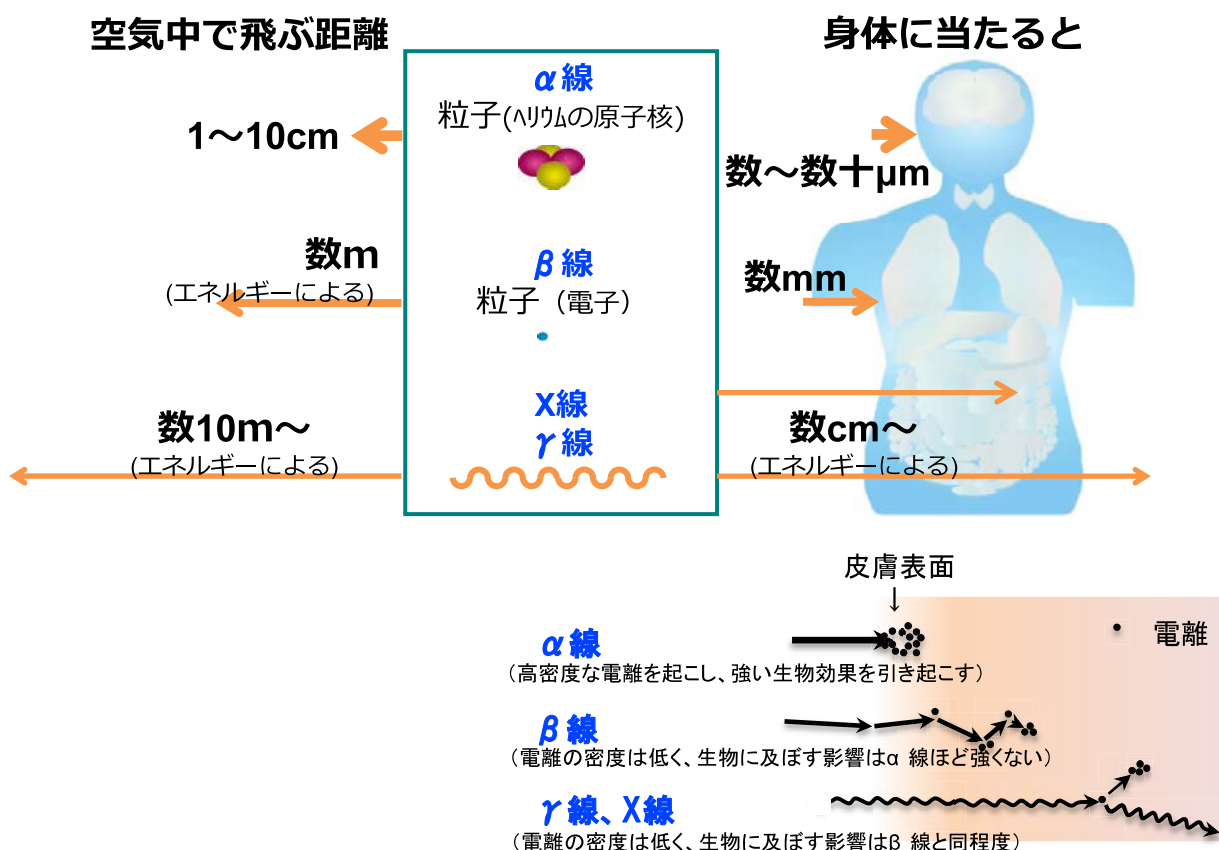 空気中で飛ぶ距離
身体に当たると
α線
粒子(ﾍﾘｳﾑの原子核)
1～10cm
数～数十μm
数m
(エネルギーによる)
β線
粒子（電子）
数mm
X線
γ線
数10m～
(エネルギーによる)
数cm～
(エネルギーによる)
皮膚表面
↓
電離
α線
（高密度な電離を起こし、強い生物効果を引き起こす）
β線
（電離の密度は低く、生物に及ぼす影響はα 線ほど強くない）
γ線、X線
（電離の密度は低く、生物に及ぼす影響はβ 線と同程度）